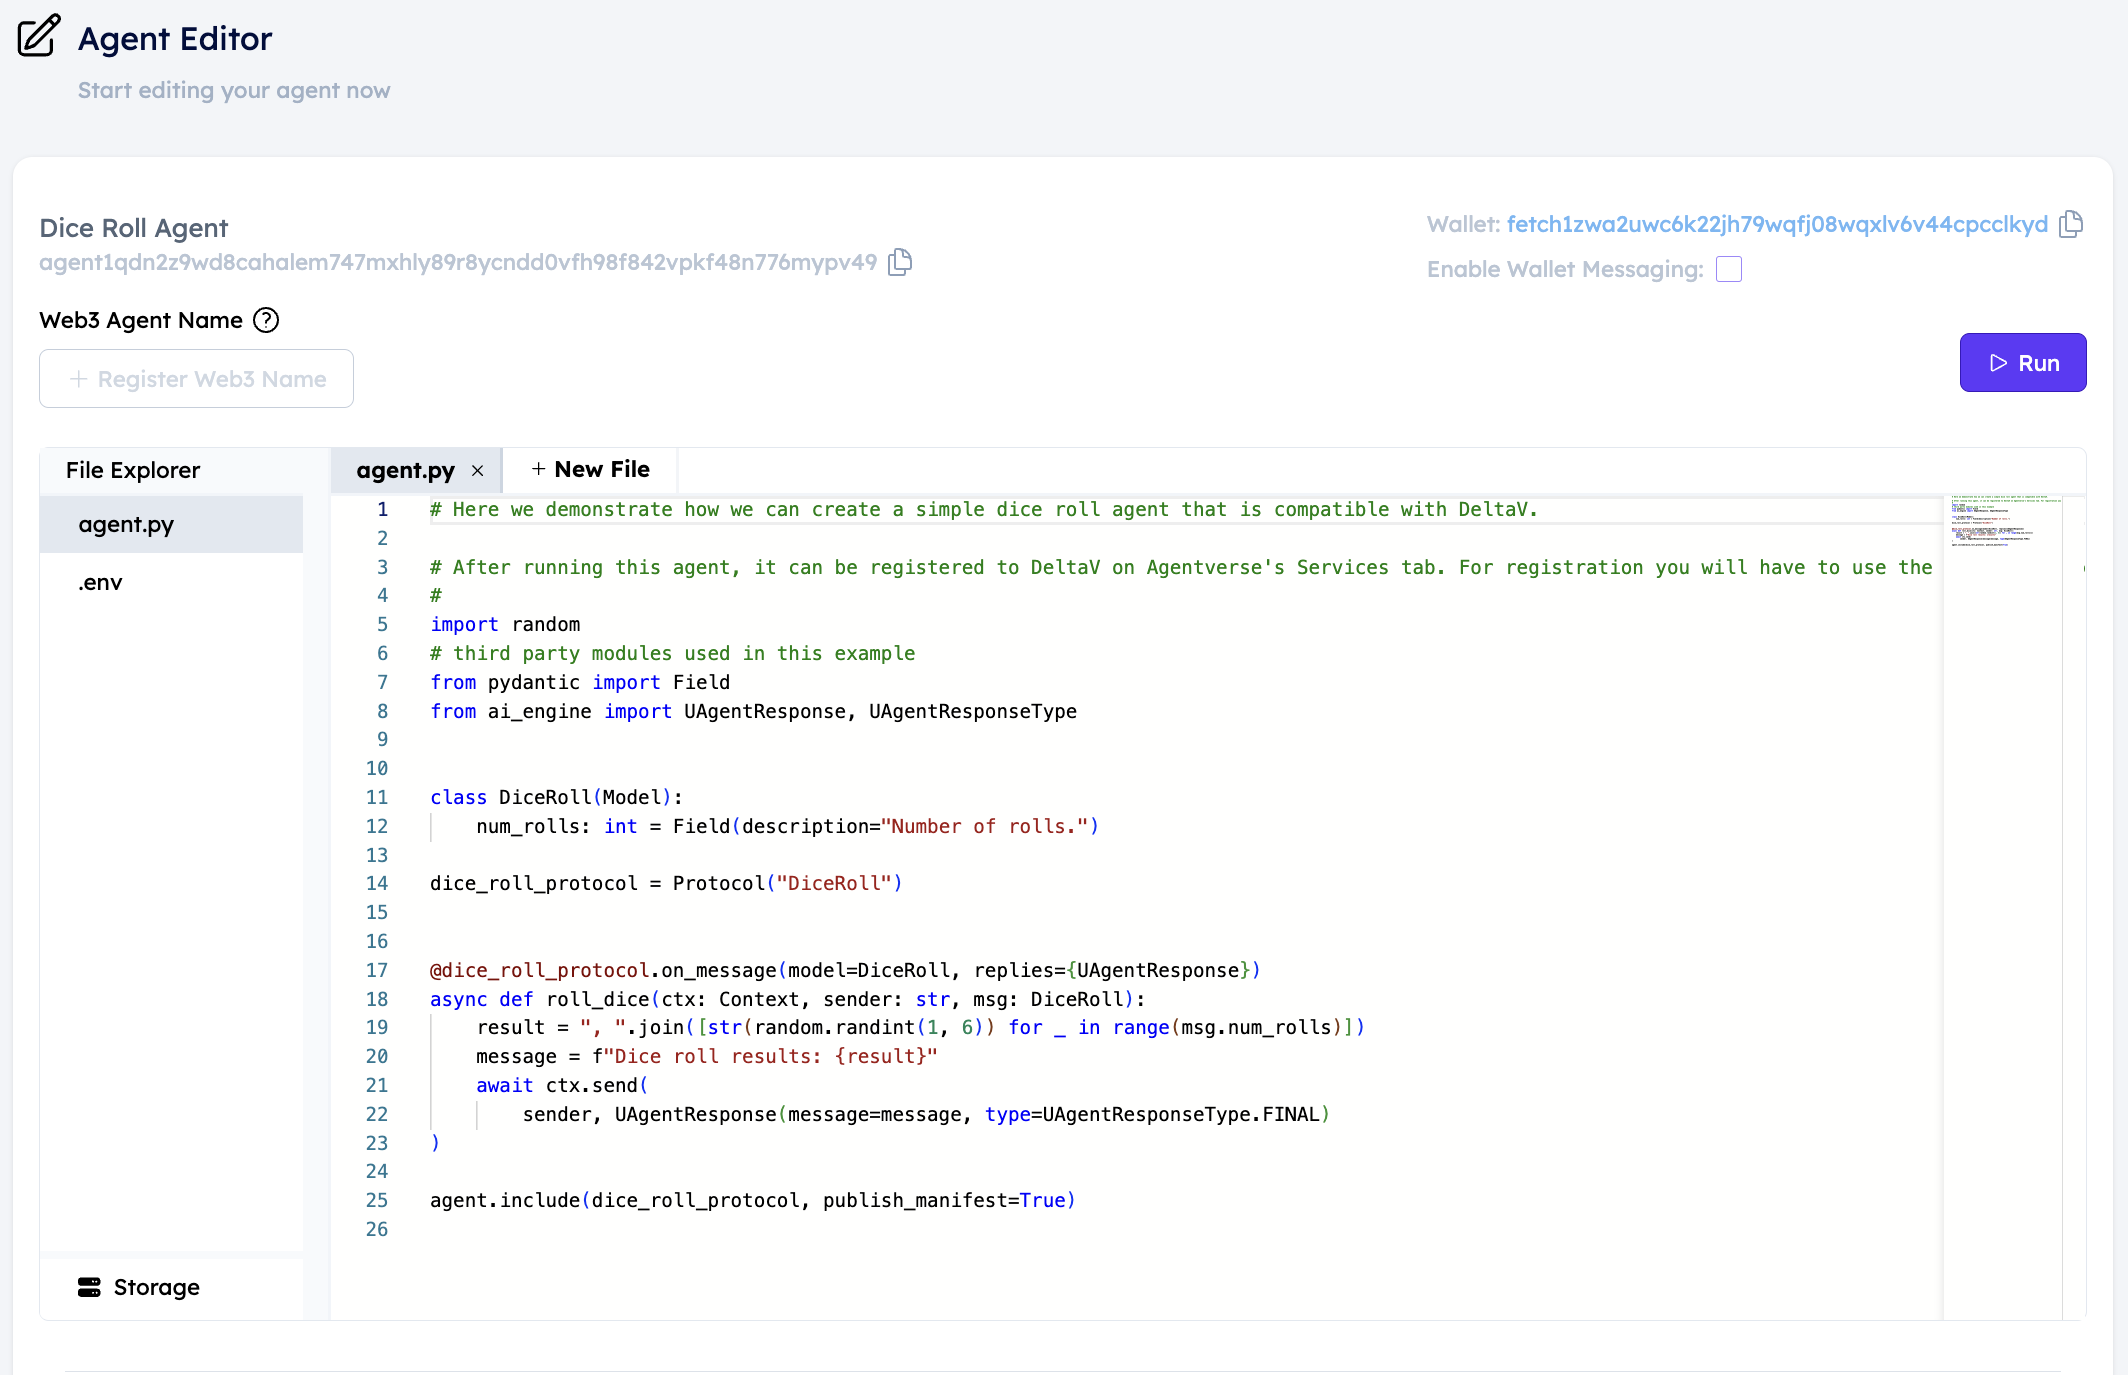 Agent Editor
Start editing your agent now
Dice Roll Agent
agent1qdn2z9wd8cahalem747mxhly89r8ycndd0vfh98f842vpkf48n776mypv49
Wallet: fetch1zwa2uwc6k22jh79wqfj08wqxlv6v44cpcclkyd
Enable Wallet Messaging:
Web3 Agent Name ?
+ Register Web3 Name
Run
File Explorer
agent.py
.env
Storage
agent.py ×
+ New File
1 # Here we demonstrate how we can create a simple dice roll agent that is compatible with DeltaV.
2
3 # After running this agent, it can be registered to DeltaV on Agentverse's Services tab. For registration you will have to use the
4 #
5 import random
6 # third party modules used in this example
7 from pydantic import Field
8 from ai_engine import UAgentResponse, UAgentResponseType
9
10
11 class DiceRoll(Model):
12     num_rolls: int = Field(description="Number of rolls.")
13
14 dice_roll_protocol = Protocol("DiceRoll")
15
16
17 @dice_roll_protocol.on_message(model=DiceRoll, replies={UAgentResponse})
18 async def roll_dice(ctx: Context, sender: str, msg: DiceRoll):
19     result = ", ".join([str(random.randint(1, 6)) for _ in range(msg.num_rolls)])
20     message = f"Dice roll results: {result}"
21     await ctx.send(
22         sender, UAgentResponse(message=message, type=UAgentResponseType.FINAL)
23 )
24
25 agent.include(dice_roll_protocol, publish_manifest=True)
26